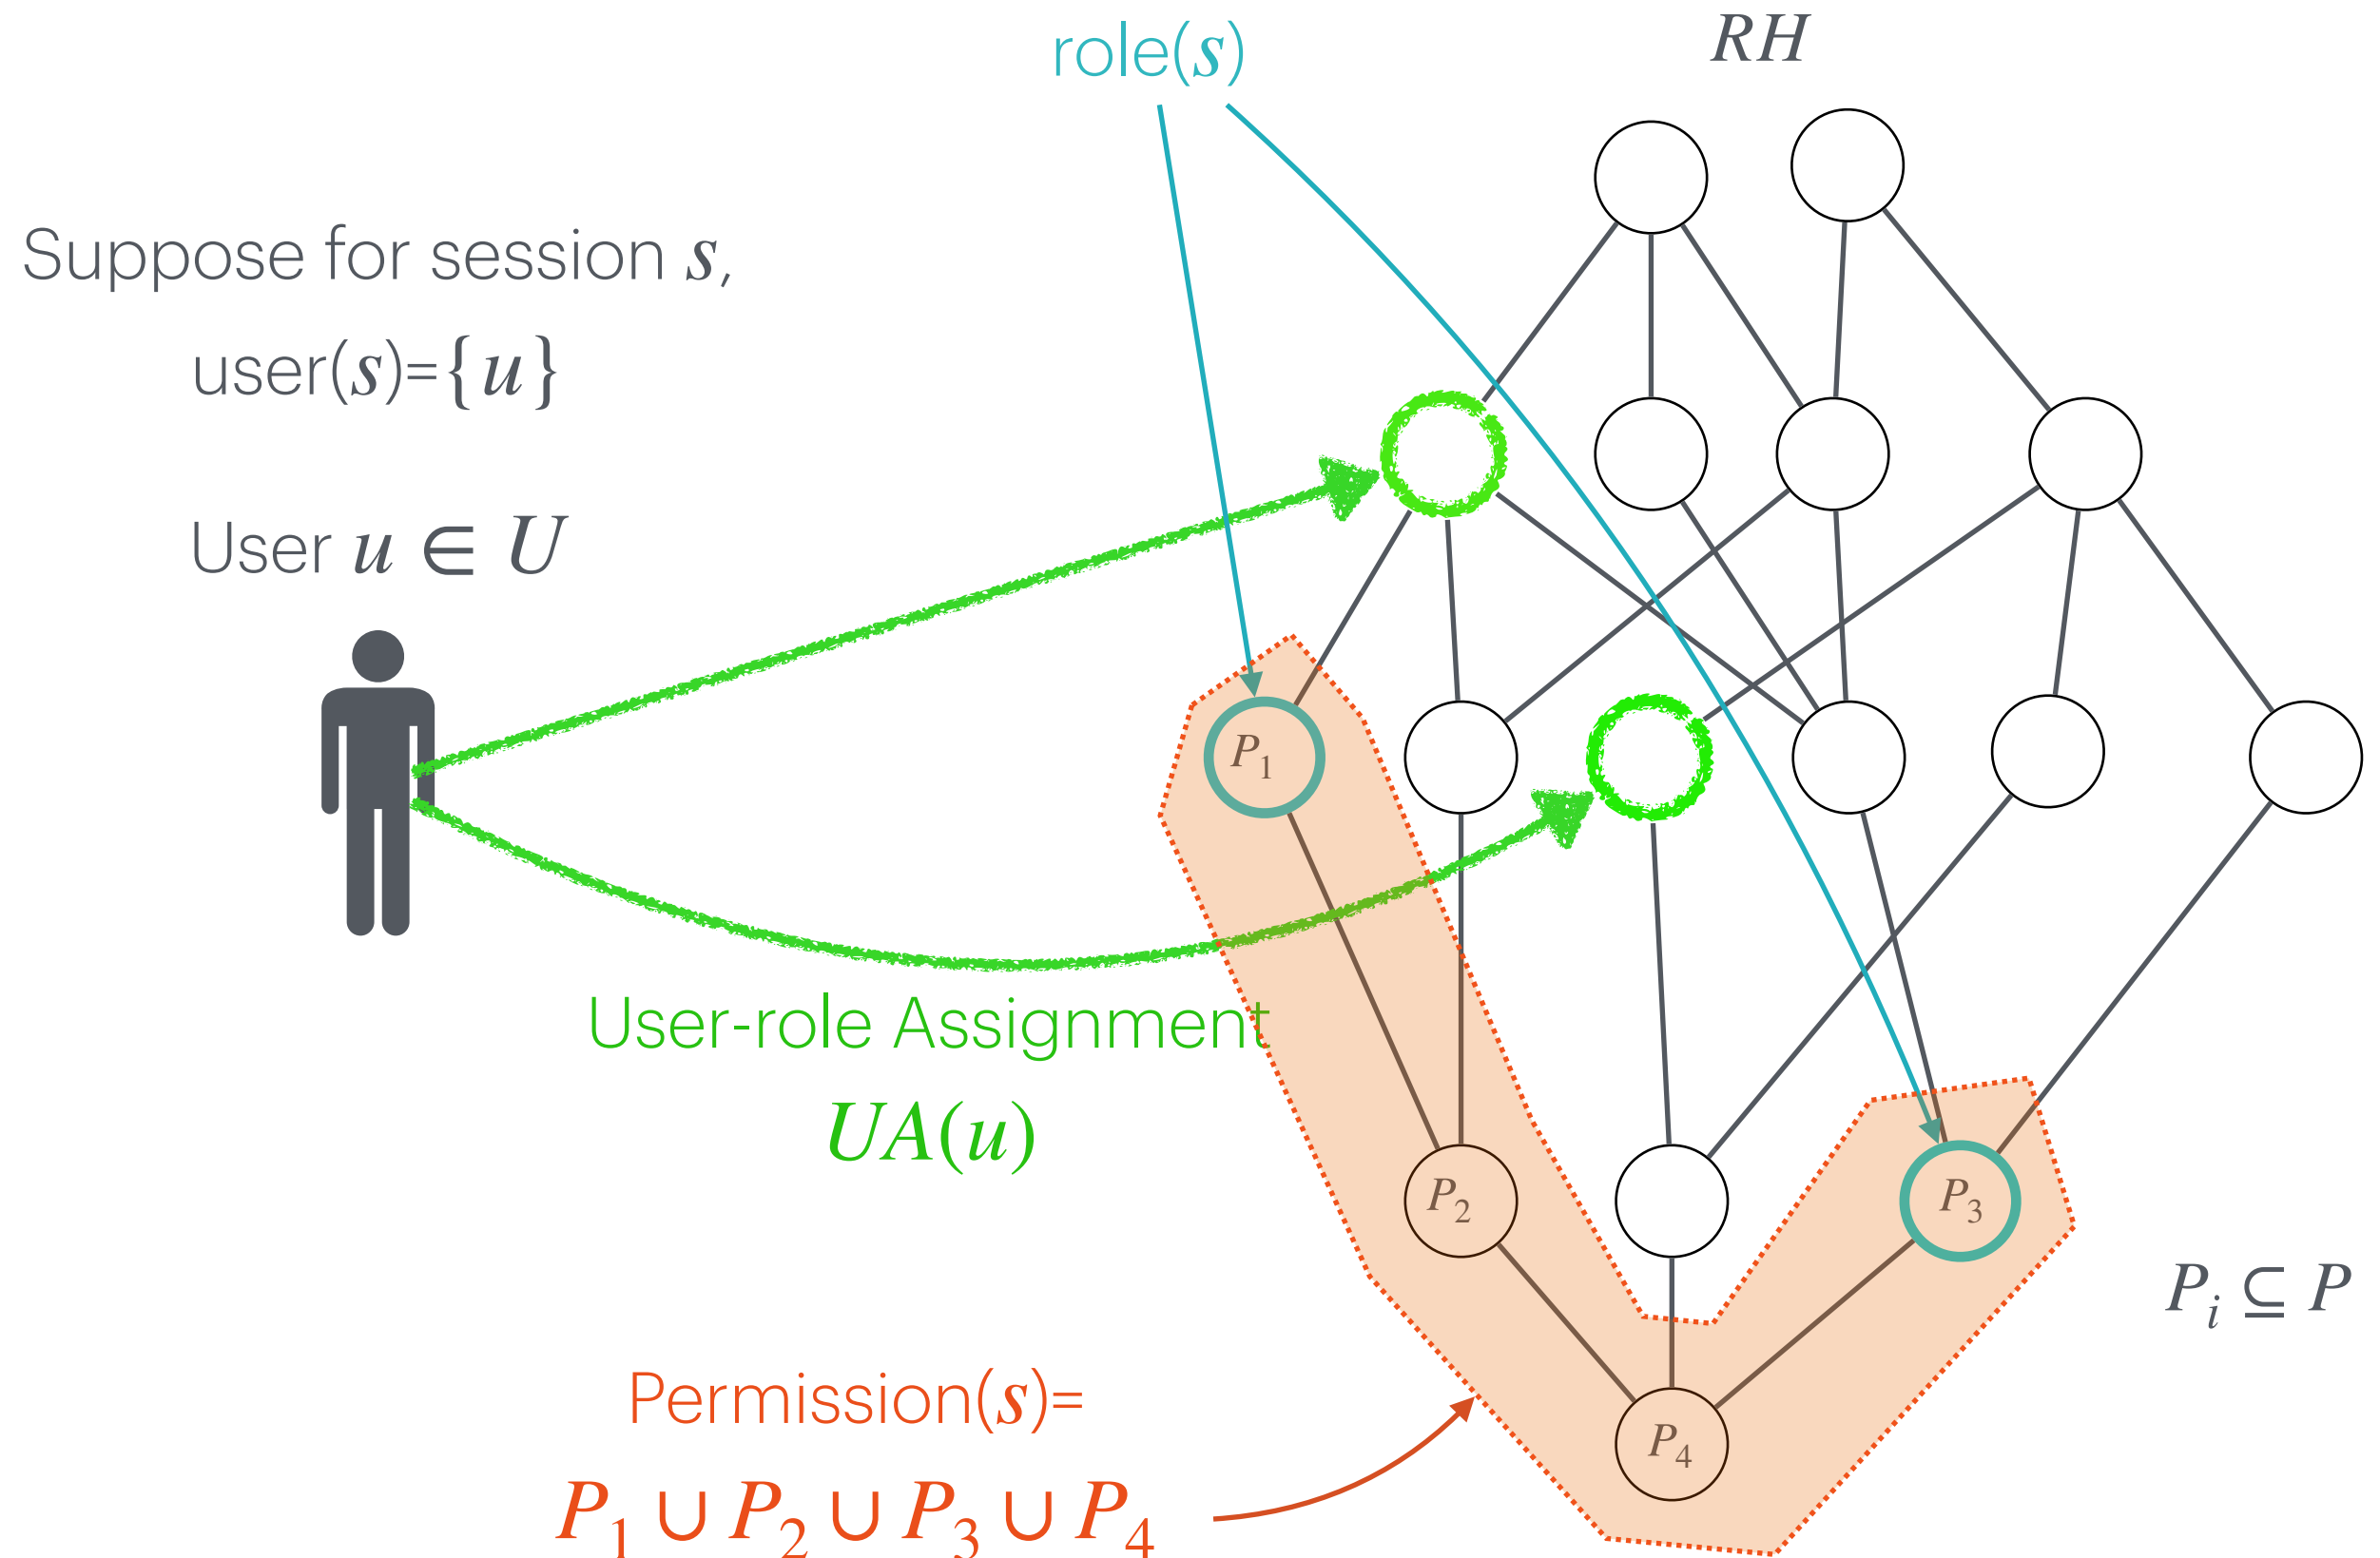 role(s)
RH
Suppose for session s,
user(s)={u}
User u ∈ U
P₁
User-role Assignment
UA(u)
P₂
P₃
Pᵢ ⊆ P
Permission(s)=
P₄
P₁ ∪ P₂ ∪ P₃ ∪ P₄